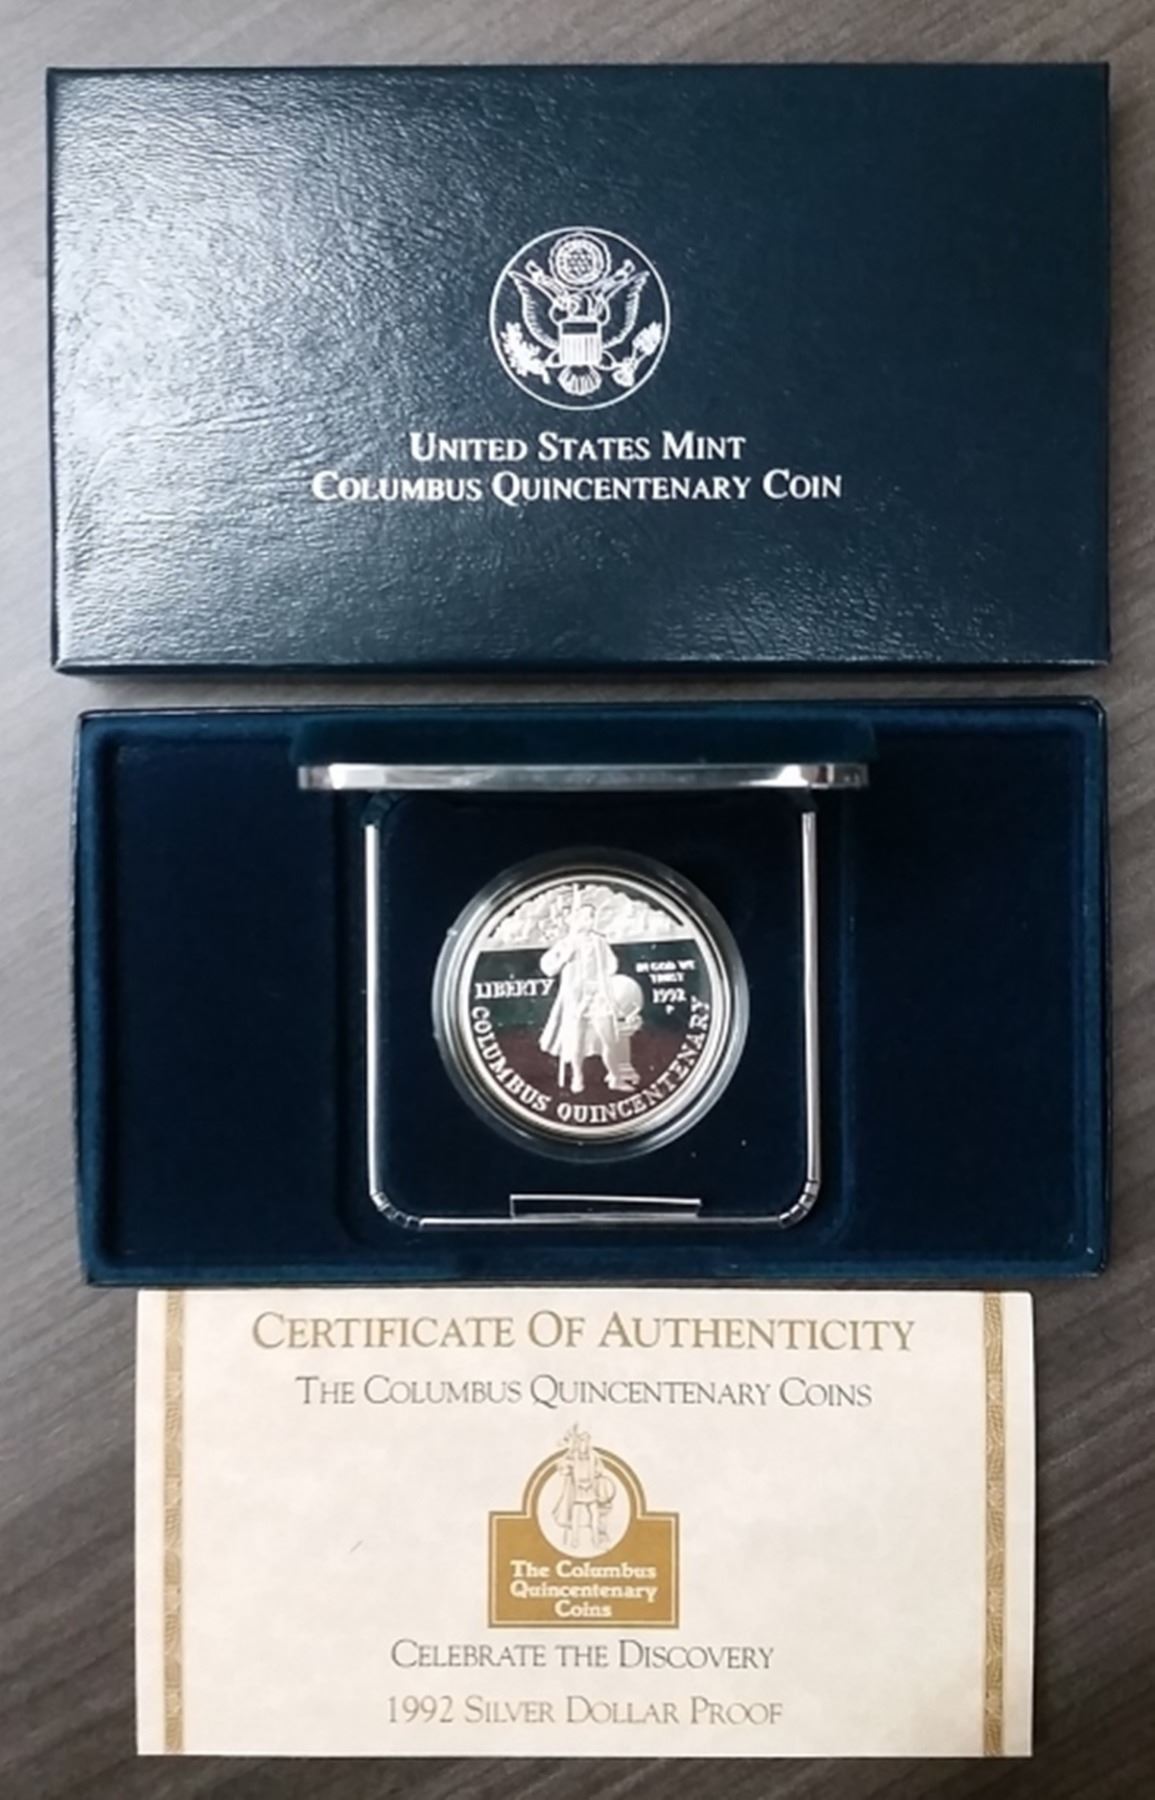 UNITED STATES MINT
COLUMBUS QUINCENTENARY COIN
LIBERTY
IN GOD WE
TRUST
1992
P
COLUMBUS QUINCENTENARY
CERTIFICATE OF AUTHENTICITY
THE COLUMBUS QUINCENTENARY COINS
The Columbus
Quincentenary
Coins
CELEBRATE THE DISCOVERY
1992 SILVER DOLLAR PROOF